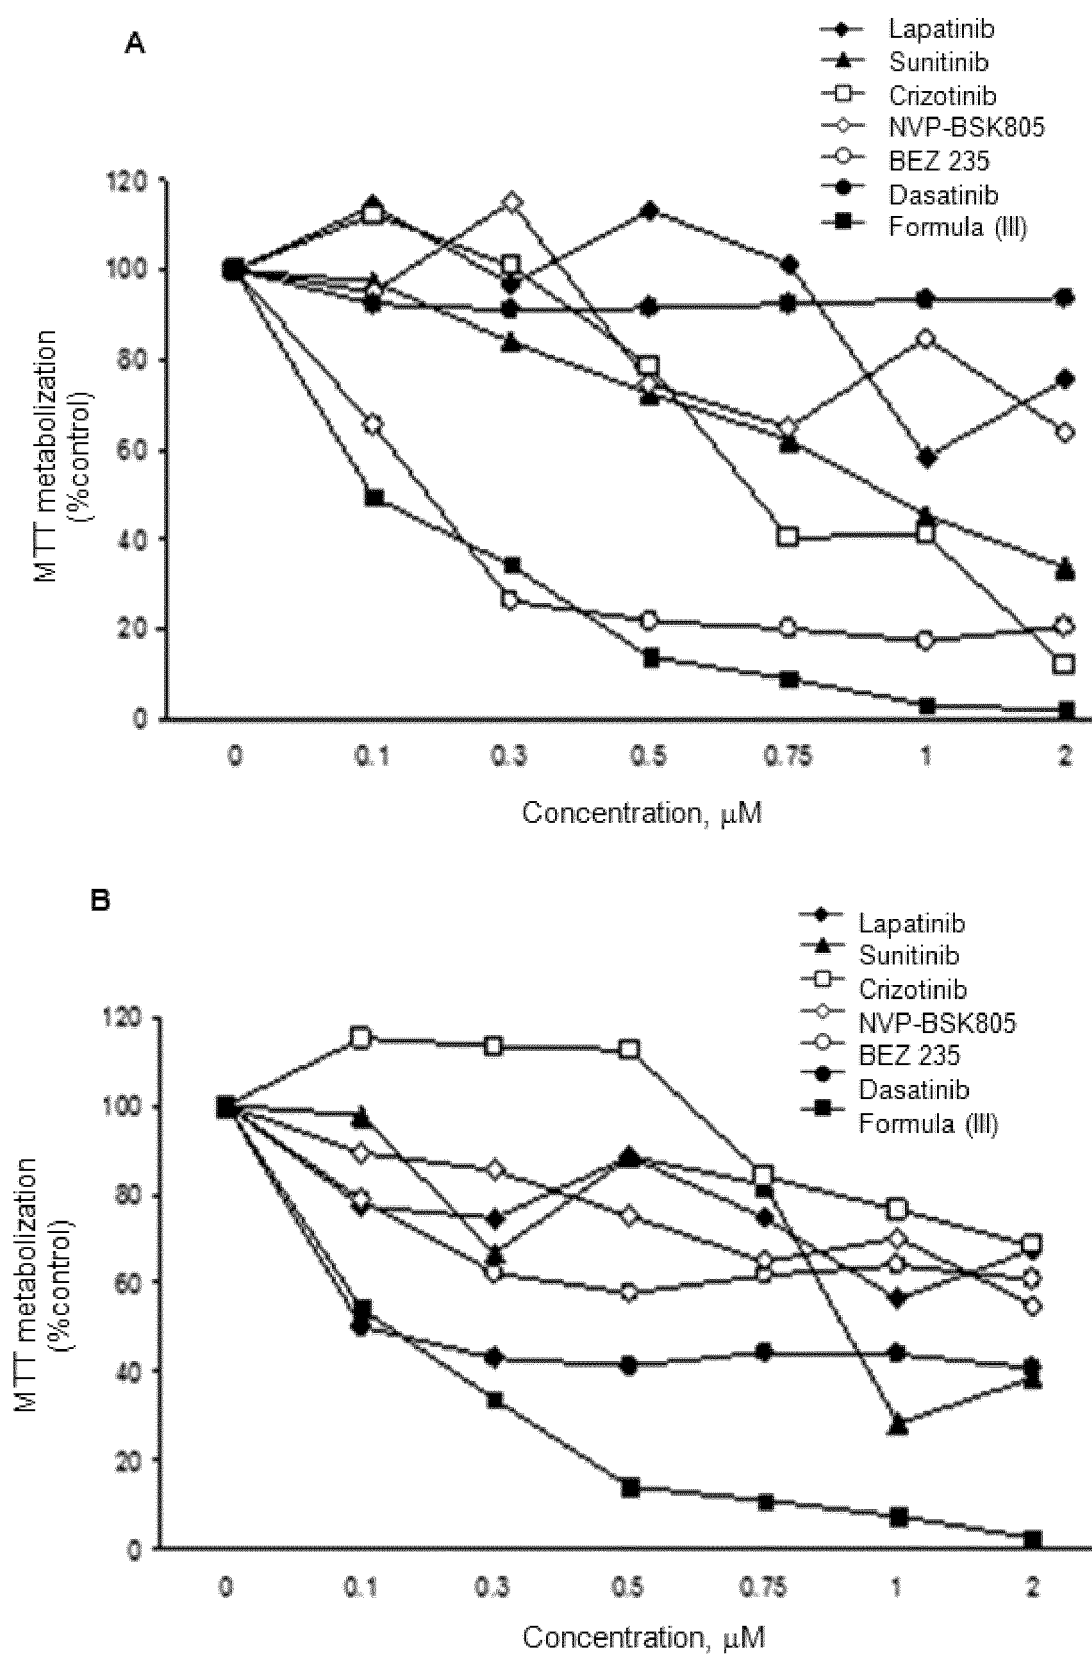 A
Lapatinib
Sunitinib
Crizotinib
NVP-BSK805
BEZ 235
Dasatinib
Formula (III)
120
100
80
60
40
20
0
MTT metabolization
(%control)
0 0.1 0.3 0.5 0.75 1 2
Concentration, µM
B
Lapatinib
Sunitinib
Crizotinib
NVP-BSK805
BEZ 235
Dasatinib
Formula (III)
120
100
80
60
40
20
0
MTT metabolization
(%control)
0 0.1 0.3 0.5 0.75 1 2
Concentration, µM